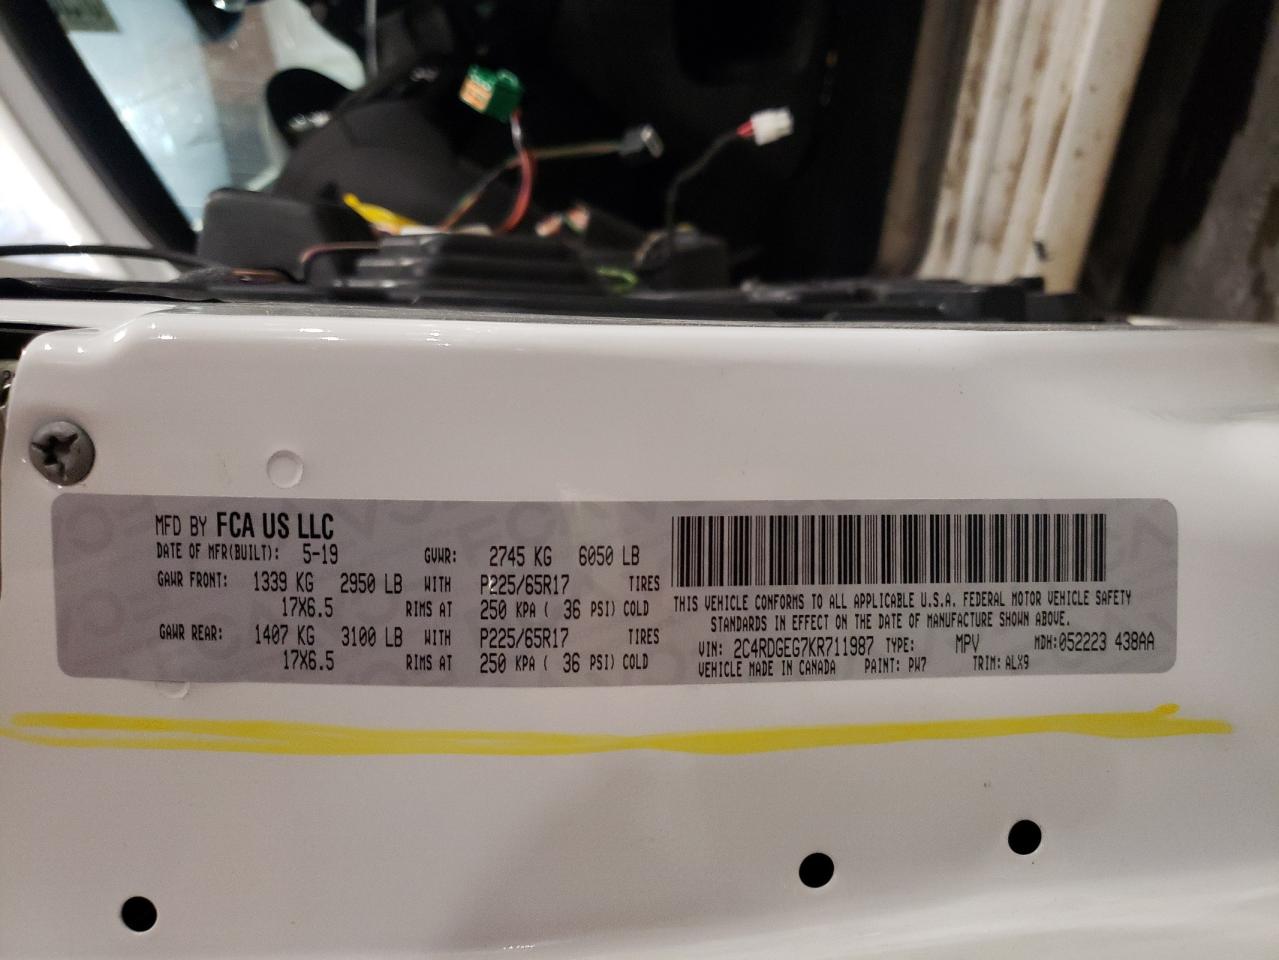 MFD BY FCA US LLC
DATE OF MFR(BUILT): 5-19 GVWR: 2745 KG 6050 LB
GAWR FRONT: 1339 KG 2950 LB WITH P225/65R17 TIRES
17X6.5 RIMS AT 250 KPA ( 36 PSI) COLD
GAWR REAR: 1407 KG 3100 LB WITH P225/65R17 TIRES
17X6.5 RIMS AT 250 KPA ( 36 PSI) COLD
THIS VEHICLE CONFORMS TO ALL APPLICABLE U.S.A. FEDERAL MOTOR VEHICLE SAFETY
STANDARDS IN EFFECT ON THE DATE OF MANUFACTURE SHOWN ABOVE.
VIN: 2C4RDGEG7KR711987 TYPE: MPV MDH:052223 438AA
VEHICLE MADE IN CANADA PAINT: PW7 TRIM: ALX9